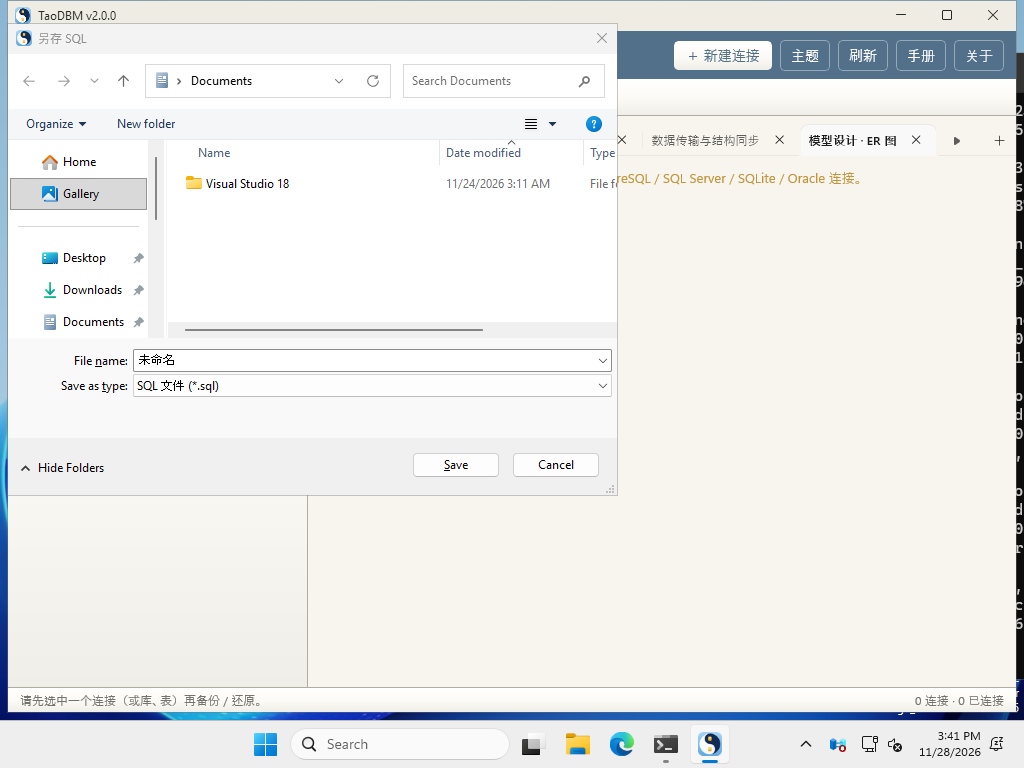 TaoDBM v2.0.0
另存 SQL
+ 新建连接 主题 刷新 手册 关于
Documents
Search Documents
Organize
New folder
数据传输与结构同步
模型设计 · ER 图
Home
Gallery
Desktop
Downloads
Documents
Name Date modified Type
Visual Studio 18 11/24/2026 3:11 AM File f
reSQL / SQL Server / SQLite / Oracle 连接。
File name: 未命名
Save as type: SQL 文件 (*.sql)
Hide Folders
Save Cancel
请先选中一个连接（或库、表）再备份 / 还原。
0 连接 · 0 已连接
Search
3:41 PM
11/28/2026